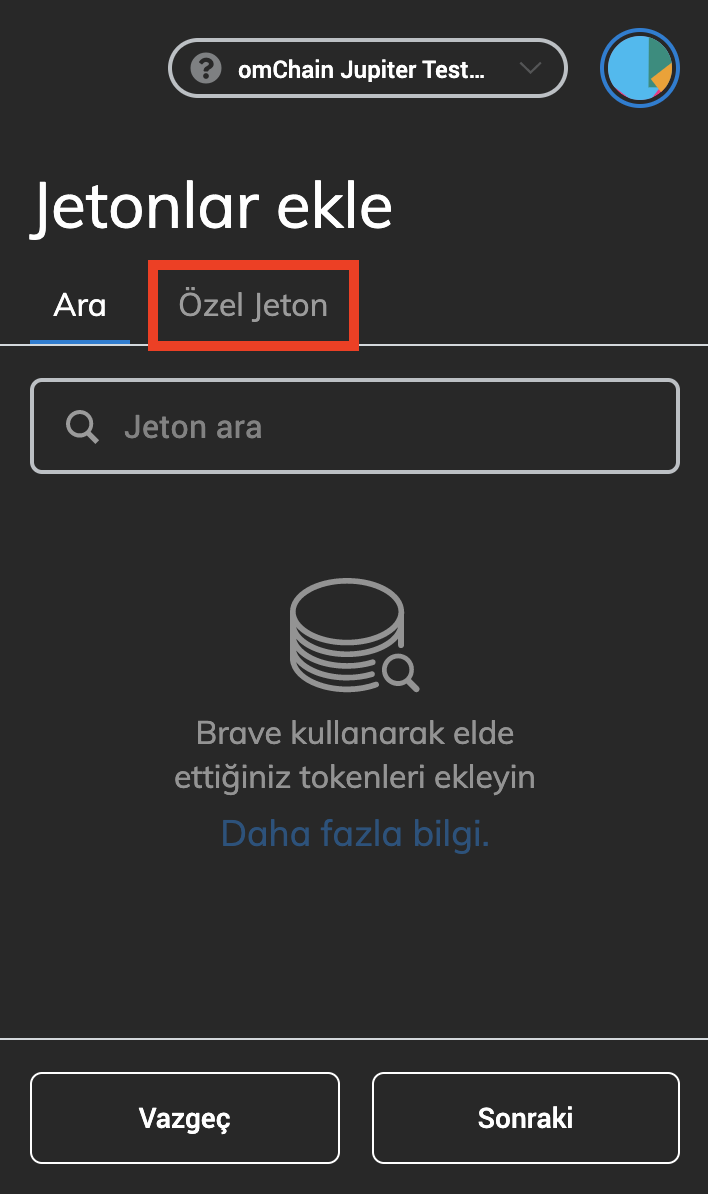 omChain Jupiter Test...
Jetonlar ekle
Ara
Özel Jeton
Jeton ara
Brave kullanarak elde
ettiğiniz tokenleri ekleyin
Daha fazla bilgi.
Vazgeç
Sonraki